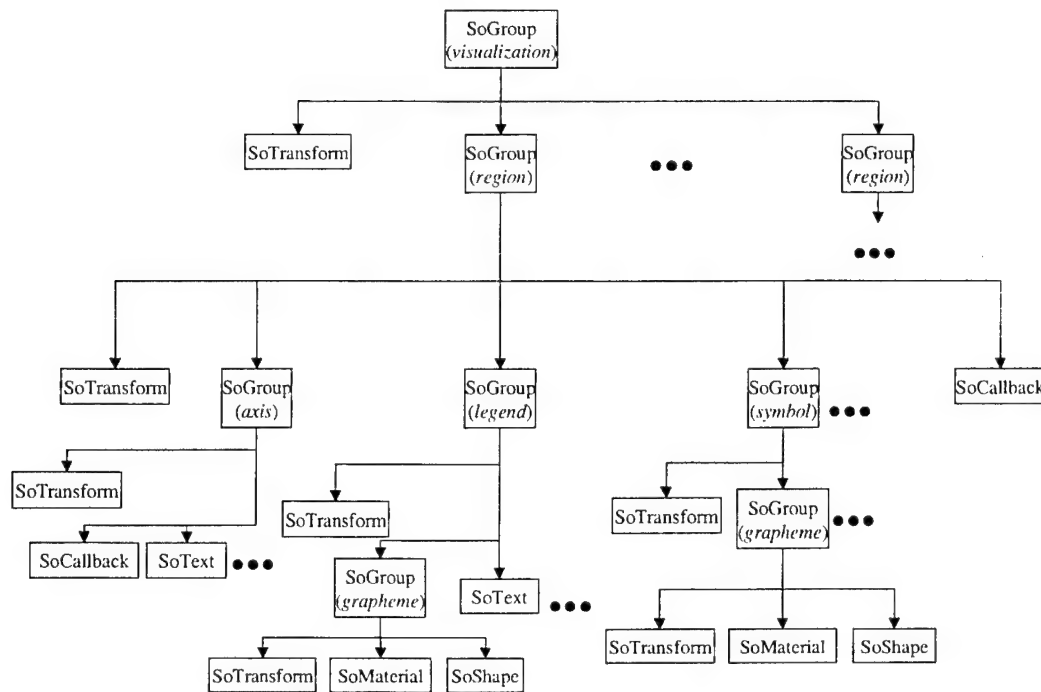 SoGroup
(visualization)
SoTransform
SoGroup
(region)
SoGroup
(region)
SoTransform
SoGroup
(axis)
SoGroup
(legend)
SoGroup
(symbol)
SoCallback
SoTransform
SoCallback
SoText
SoTransform
SoGroup
(grapheme)
SoText
SoTransform
SoMaterial
SoShape
SoTransform
SoGroup
(grapheme)
SoTransform
SoMaterial
SoShape